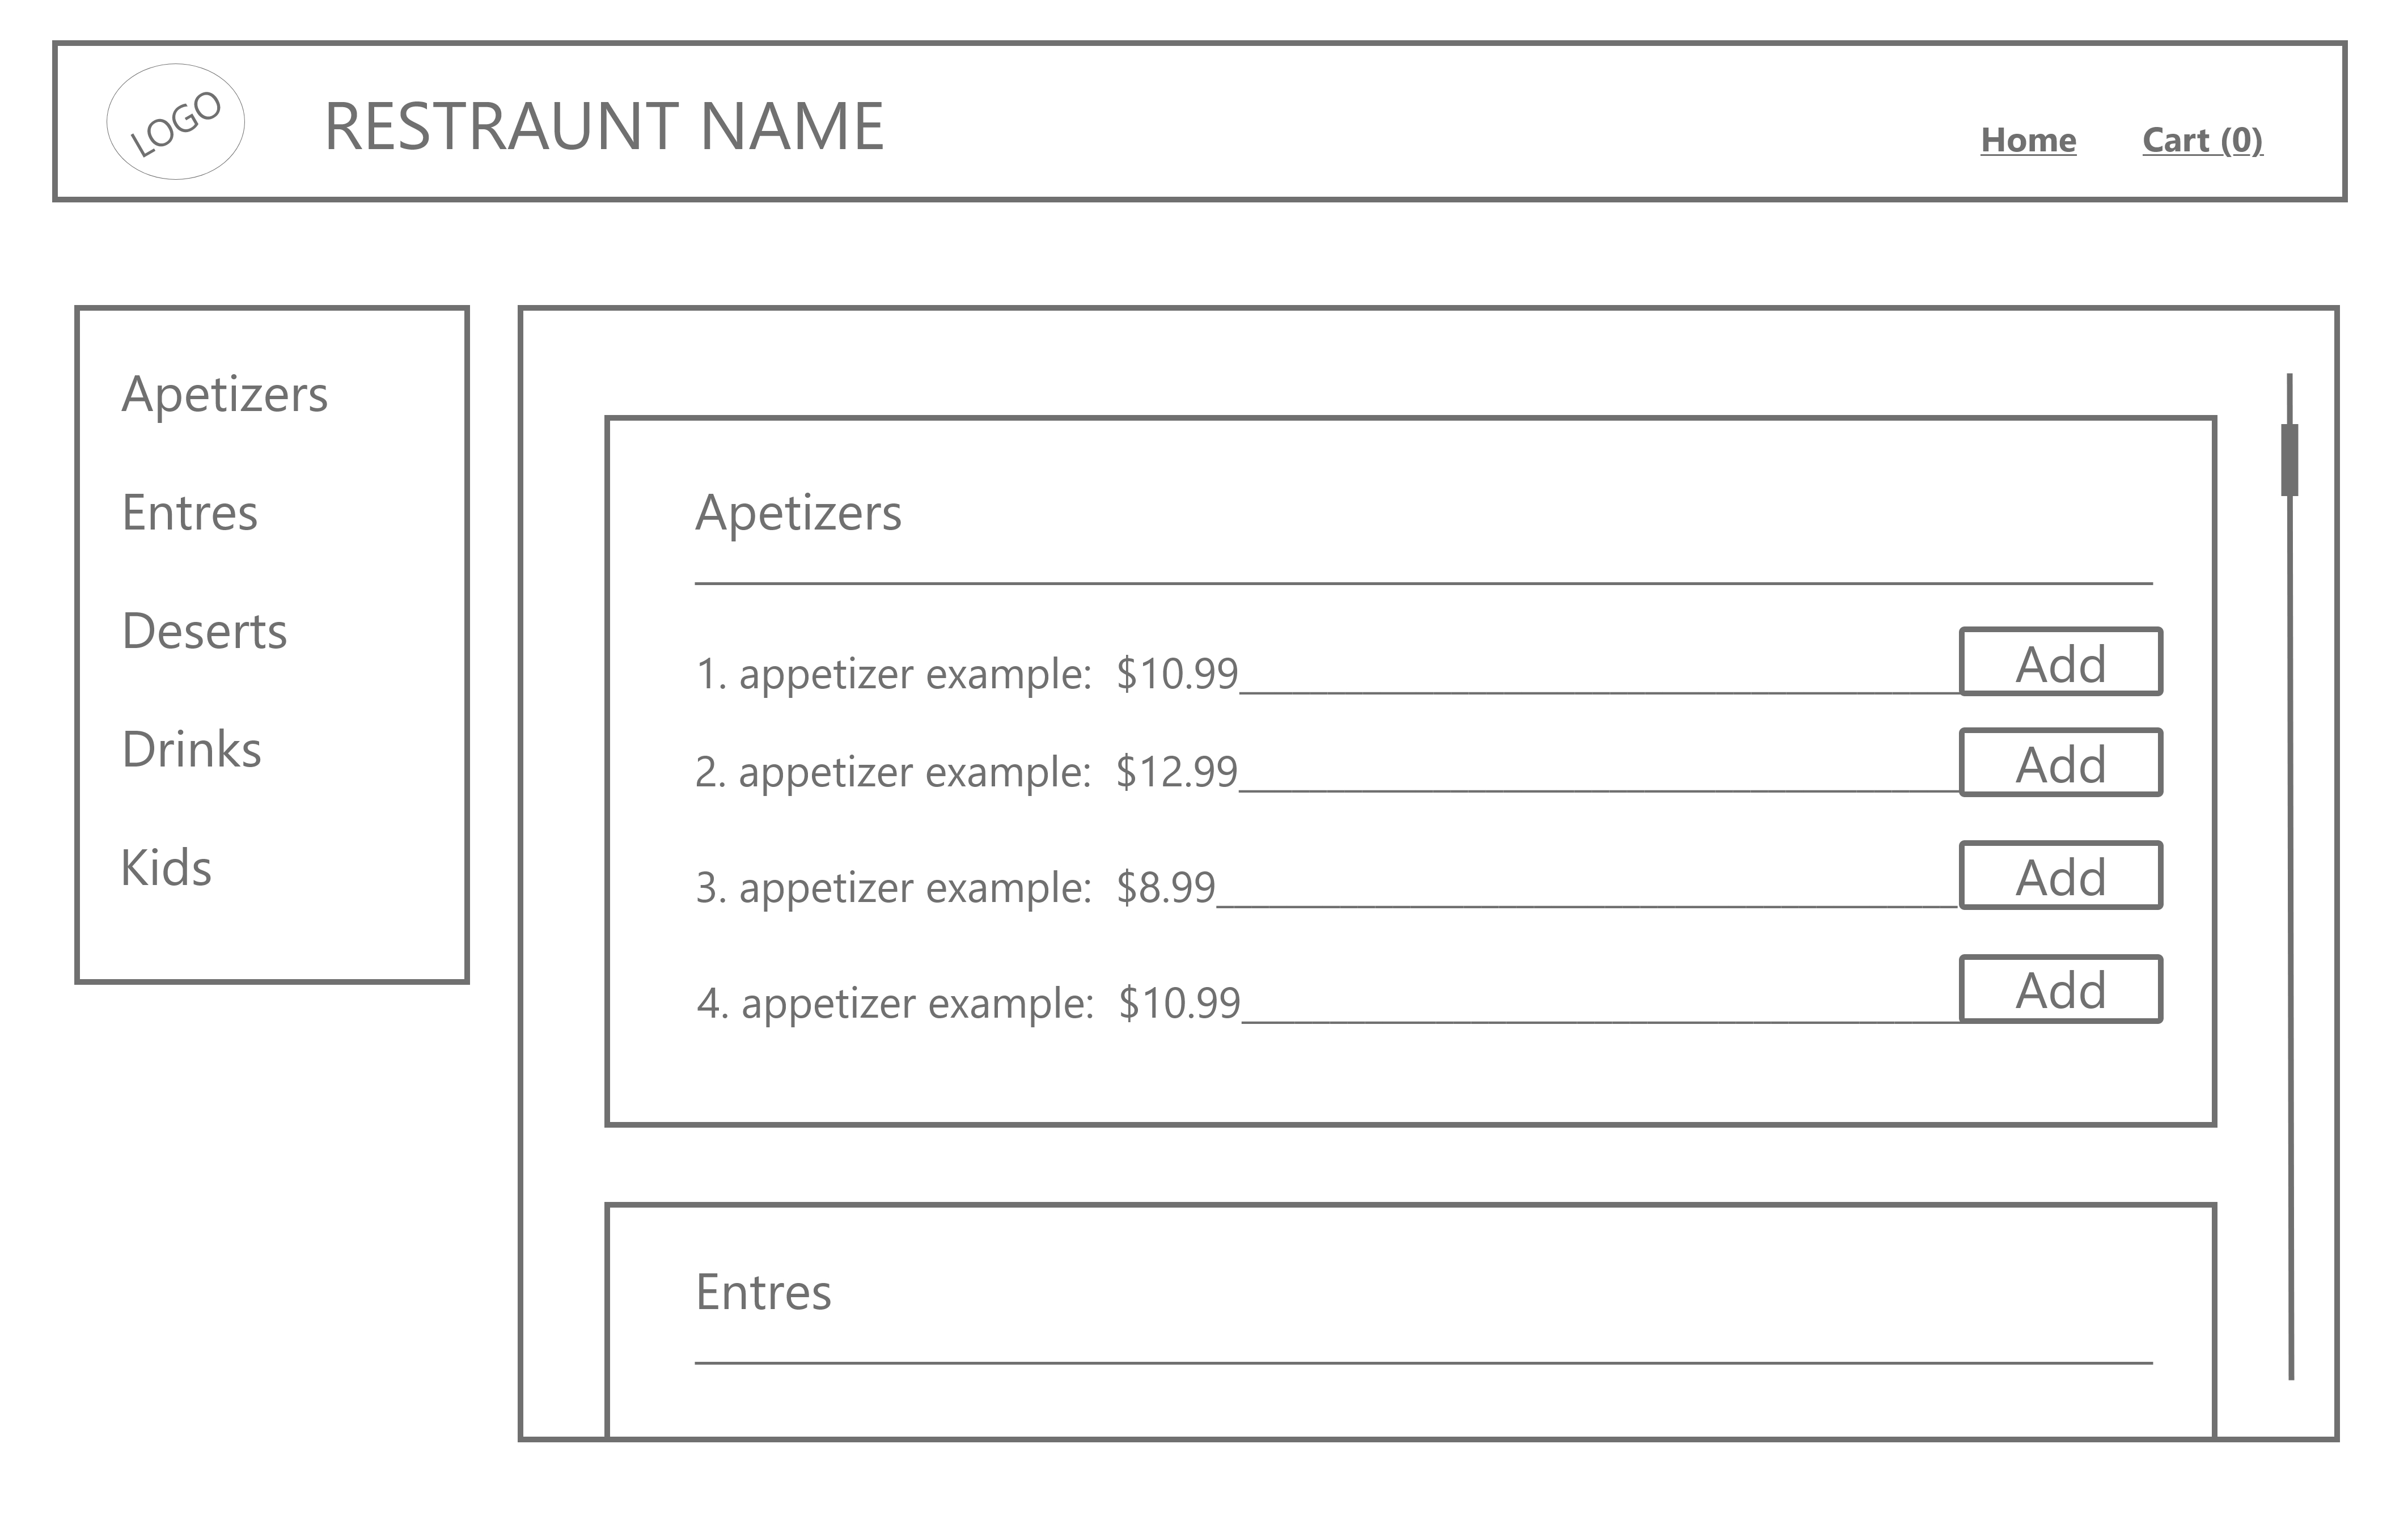 LOGO
RESTRAUNT NAME
Home
Cart (0)
Apetizers
Entres
Deserts
Drinks
Kids
Apetizers
1. appetizer example: $10.99
Add
2. appetizer example: $12.99
Add
3. appetizer example: $8.99
Add
4. appetizer example: $10.99
Add
Entres